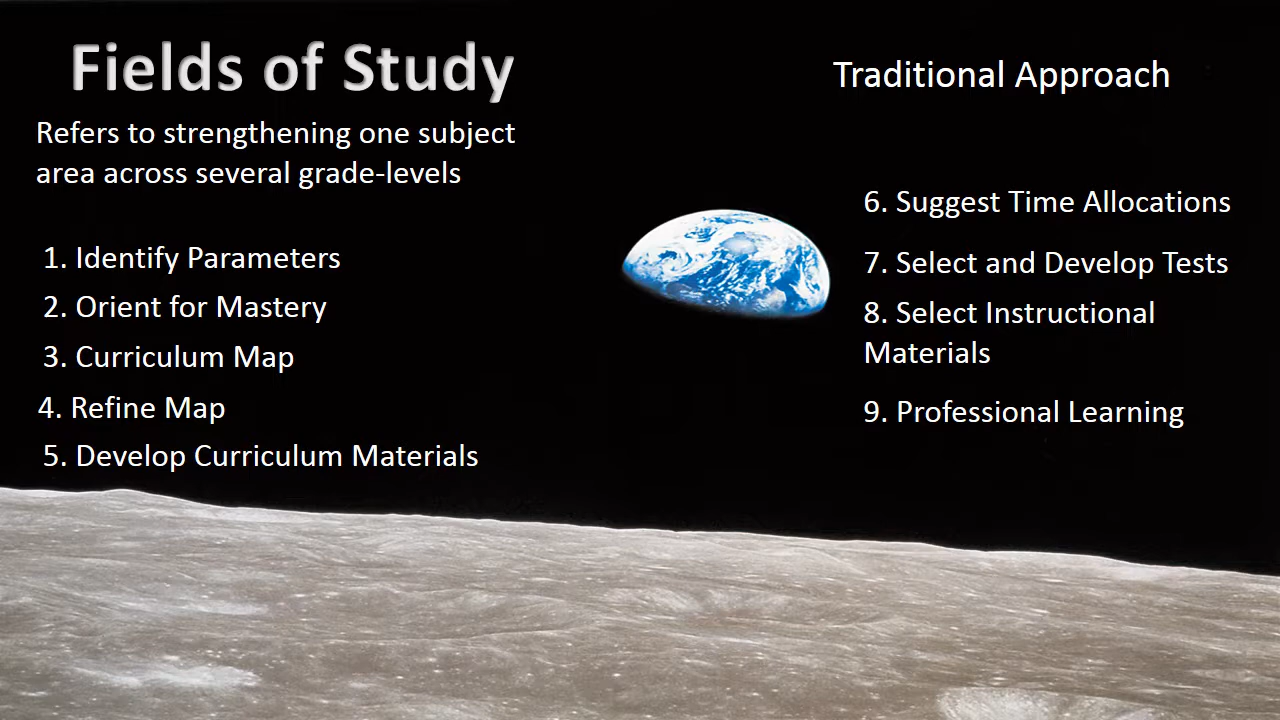 Fields of Study
Refers to strengthening one subject
area across several grade-levels
1. Identify Parameters
2. Orient for Mastery
3. Curriculum Map
4. Refine Map
5. Develop Curriculum Materials
Traditional Approach
6. Suggest Time Allocations
7. Select and Develop Tests
8. Select Instructional
Materials
9. Professional Learning